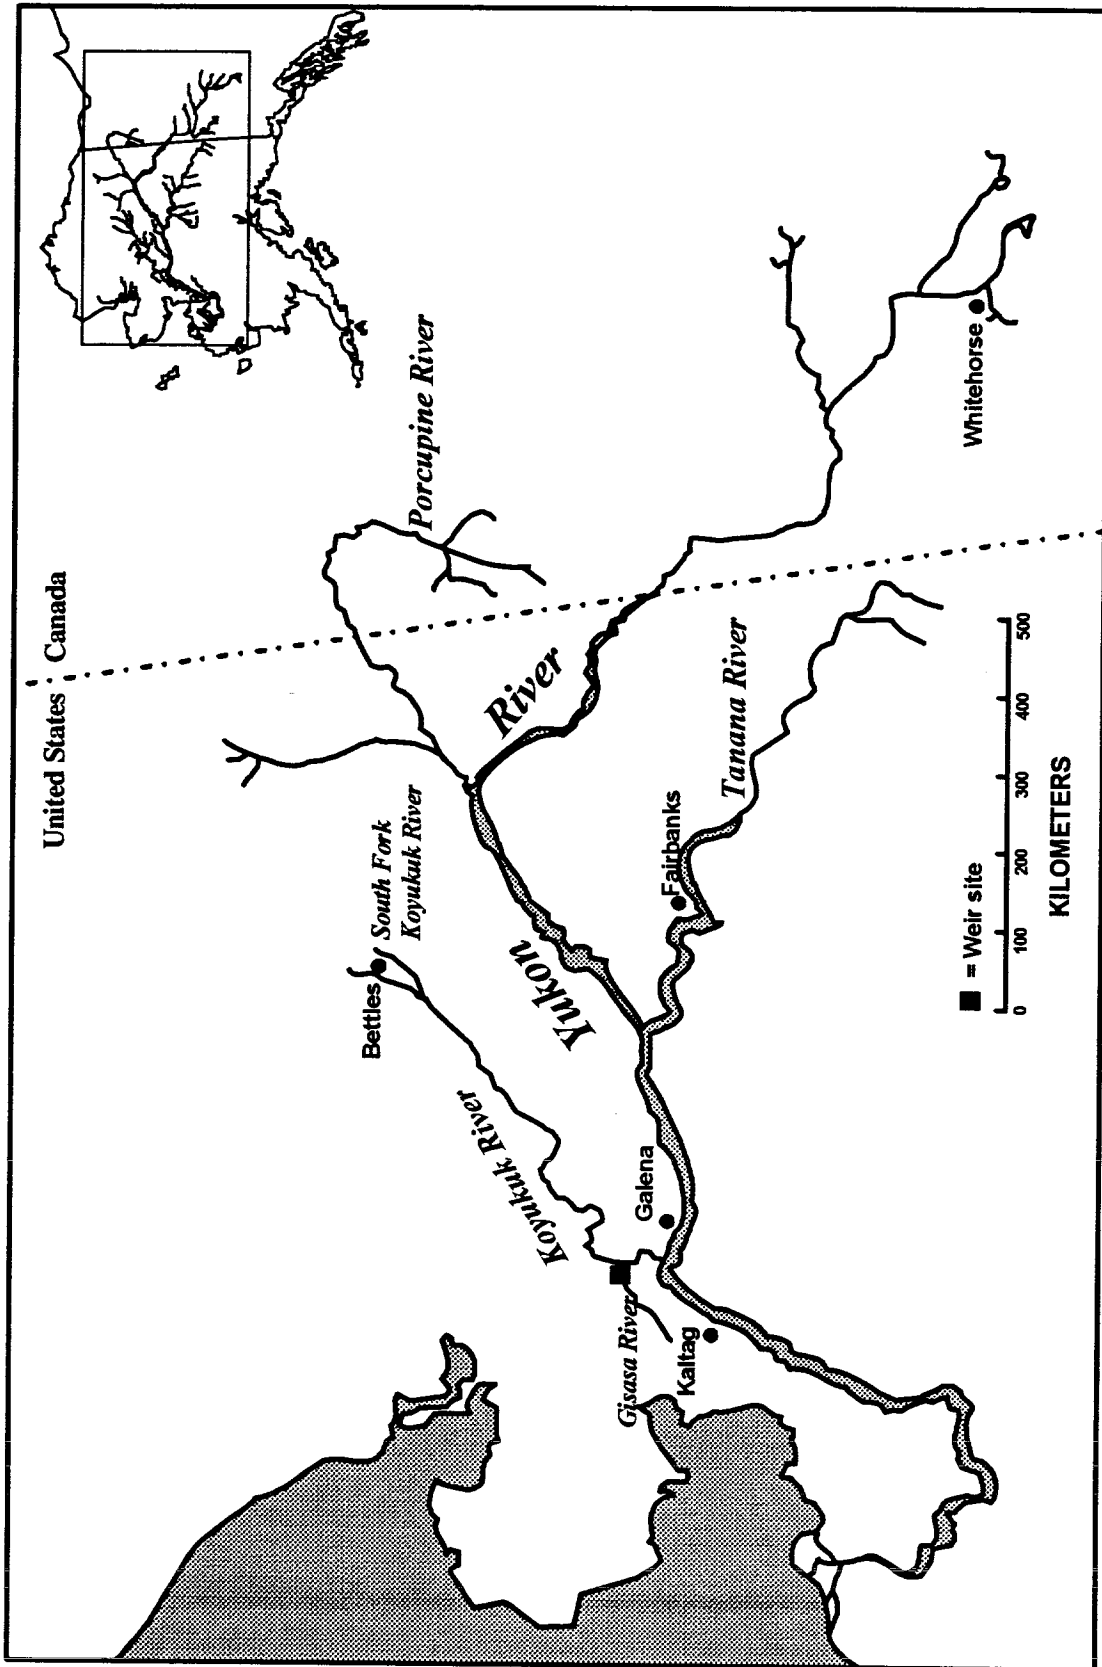 United States Canada
Porcupine River
South Fork
Koyukuk River
Bettles
Yukon River
Koyukuk River
Whitehorse
Tanana River
Fairbanks
Galena
Gisasa River
Kaltag
■ = Weir site
0 100 200 300 400 500
KILOMETERS